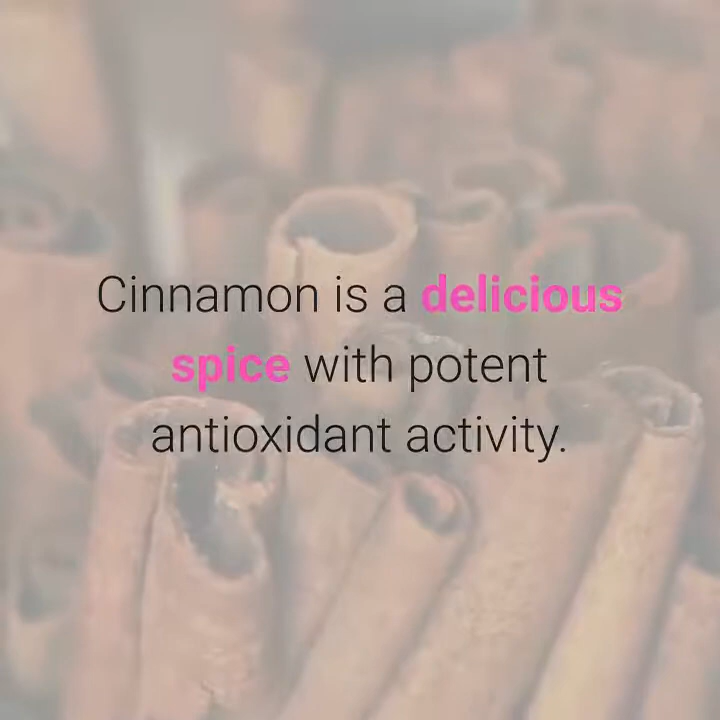 Cinnamon is a delicious
spice with potent
antioxidant activity.